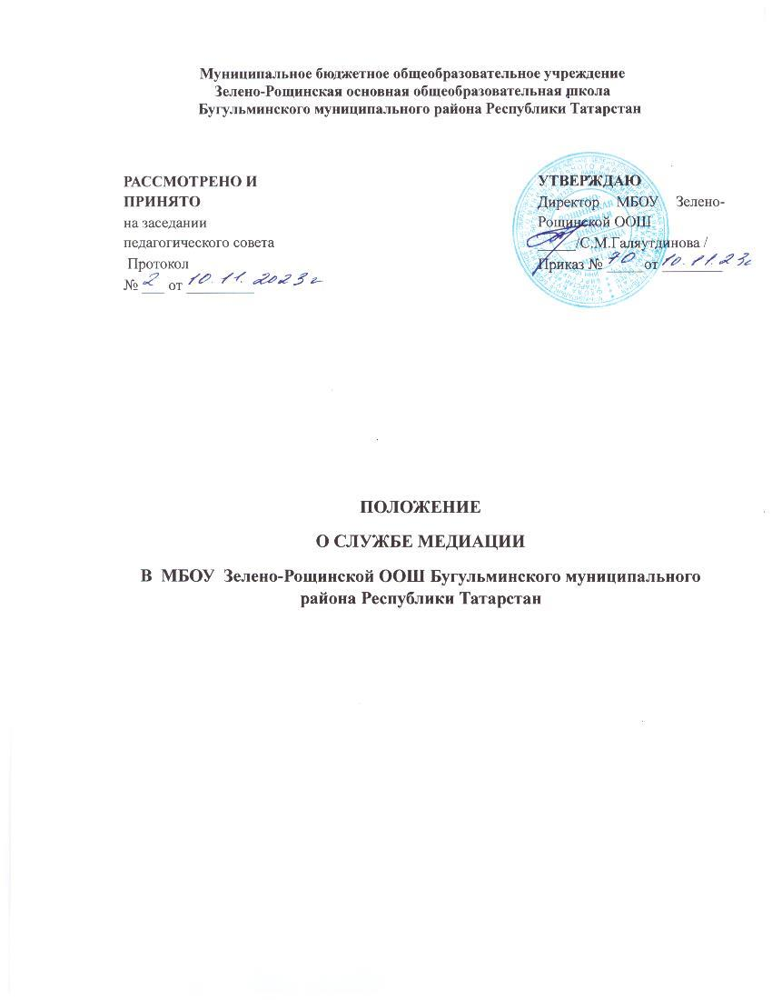 Муниципальное бюджетное общеобразовательное учреждение
Зелено-Рощинская основная общеобразовательная школа
Бугульминского муниципального района Республики Татарстан
РАССМОТРЕНО И
ПРИНЯТО
на заседании
педагогического совета
Протокол
№ 2 от 10.11.2023 г
УТВЕРЖДАЮ
Директор МБОУ Зелено-
Рощинской ООШ
/С.М.Галяутдинова /
Приказ № 70 от 10.11.23г
ПОЛОЖЕНИЕ
О СЛУЖБЕ МЕДИАЦИИ
В МБОУ Зелено-Рощинской ООШ Бугульминского муниципального
района Республики Татарстан